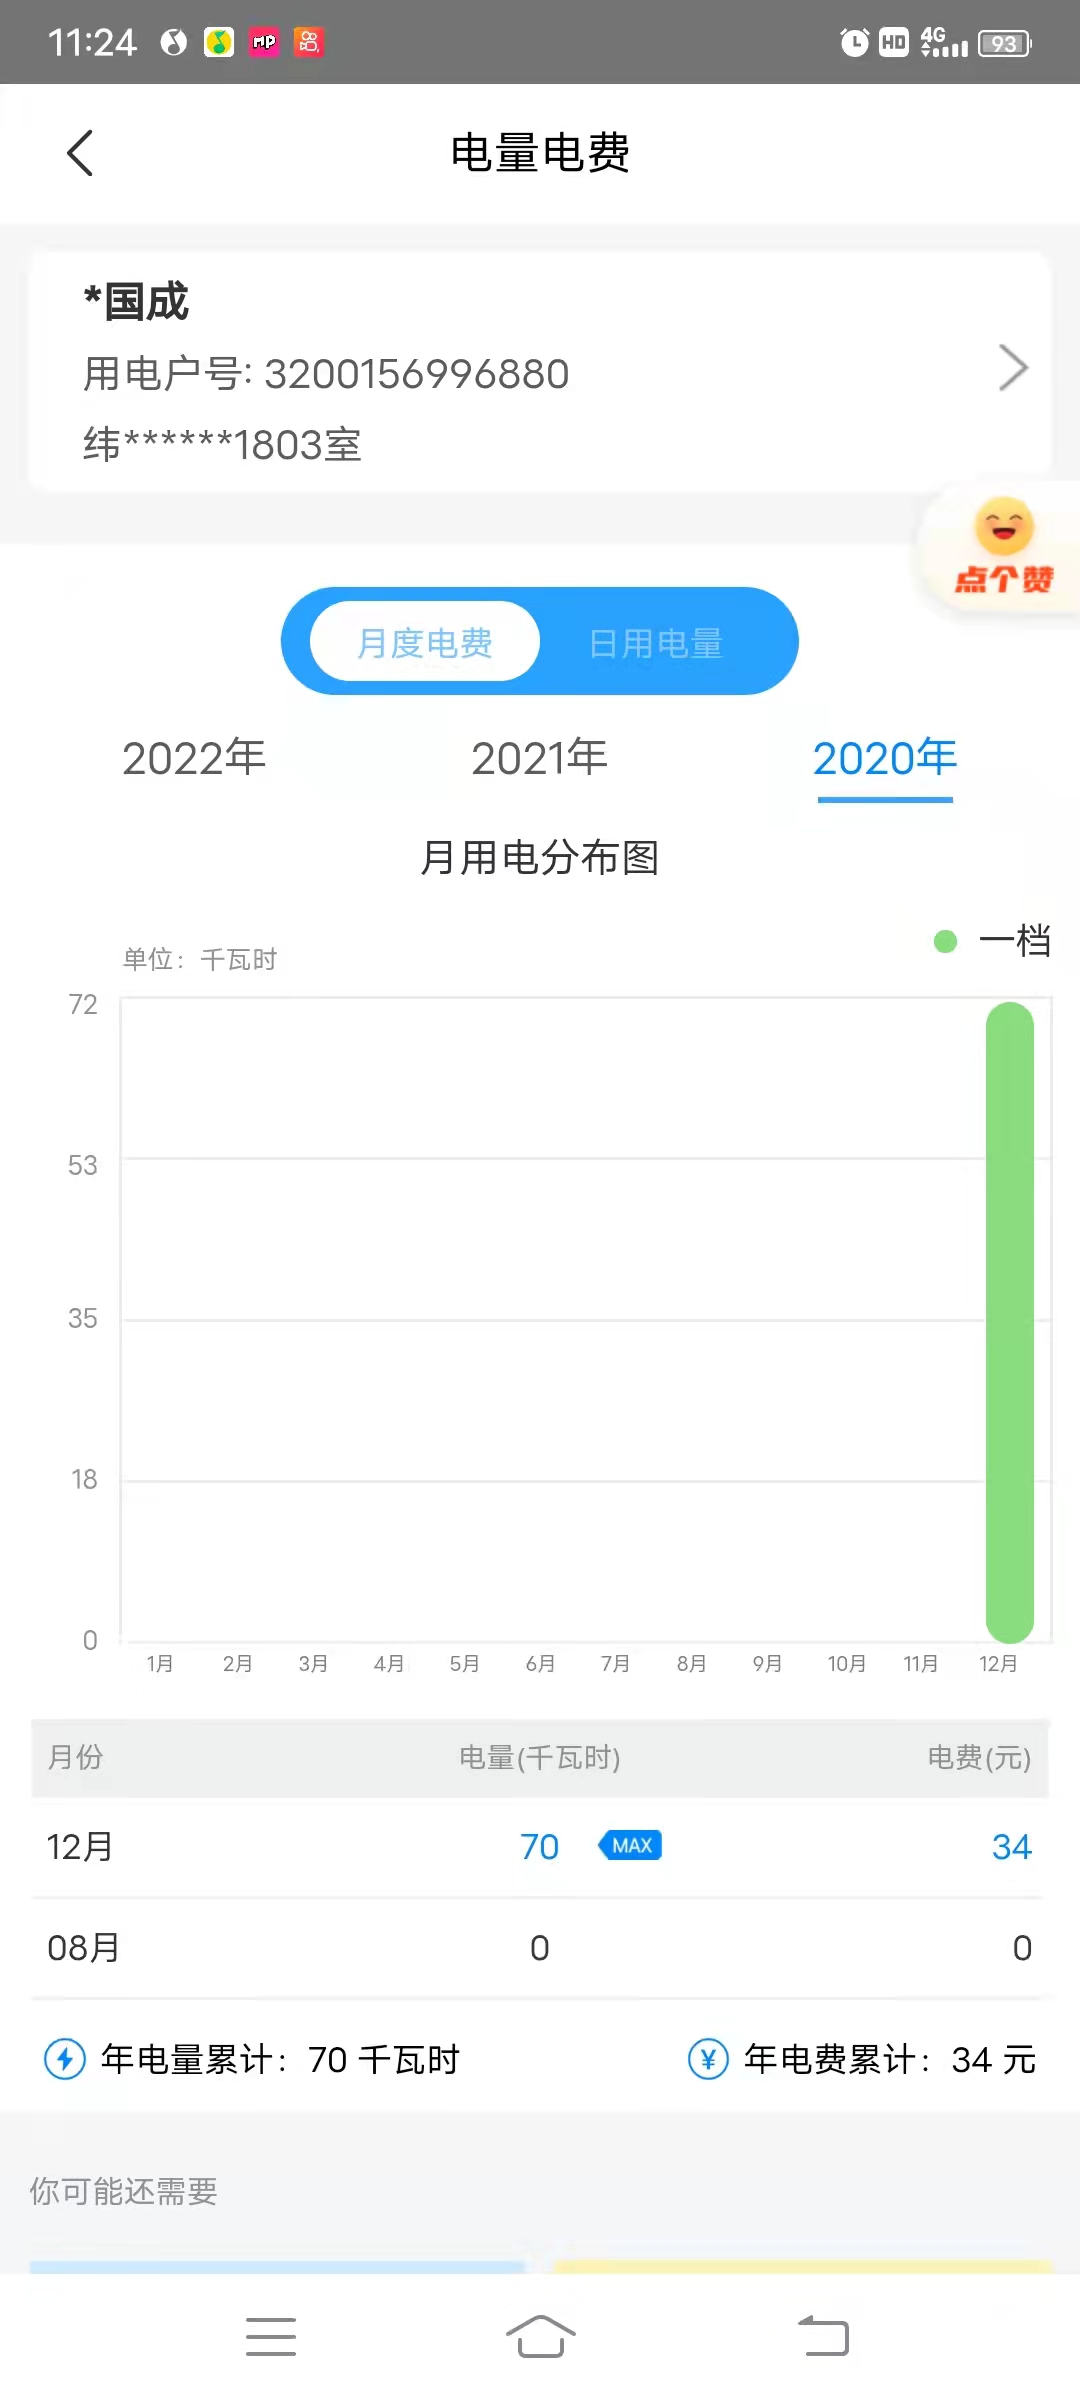 11:24 MP HD 4G 93
电量电费
*国成
用电户号: 3200156996880
纬******1803室
点个赞
月度电费 日用电量
2022年 2021年 2020年
月用电分布图
单位：千瓦时
一档
72
53
35
18
0
1月 2月 3月 4月 5月 6月 7月 8月 9月 10月 11月 12月
月份 电量(千瓦时) 电费(元)
12月 70 MAX 34
08月 0 0
年电量累计：70 千瓦时 ¥ 年电费累计：34 元
你可能还需要